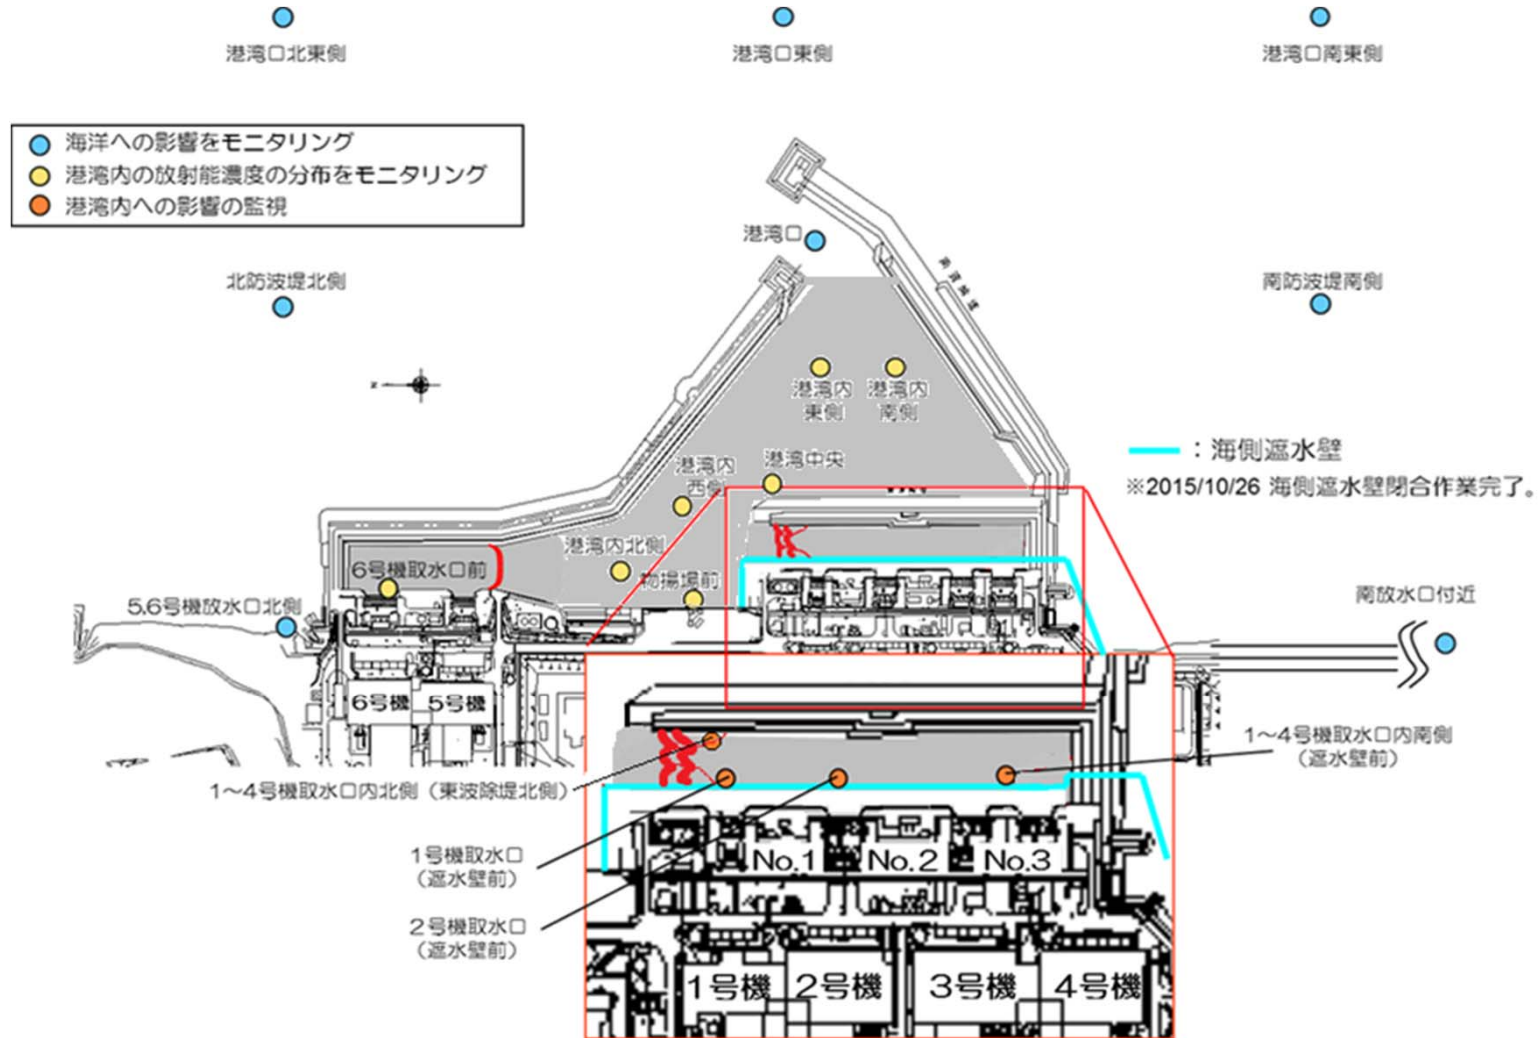 港湾口北東側
港湾口東側
港湾口南東側
海洋への影響をモニタリング
港湾内の放射能濃度の分布をモニタリング
港湾内への影響の監視
港湾口
北防波堤北側
南防波堤南側
港湾内
東側
港湾内
南側
：海側遮水壁
※2015/10/26 海側遮水壁閉合作業完了。
港湾中央
港湾内
西側
港湾内北側
6号機取水口前
物揚場前
5,6号機放水口北側
南放水口付近
6号機
5号機
1～4号機取水口内南側
（遮水壁前）
1～4号機取水口内北側（東波除堤北側）
1号機取水口
（遮水壁前）
No.1
No.2
No.3
2号機取水口
（遮水壁前）
1号機
2号機
3号機
4号機